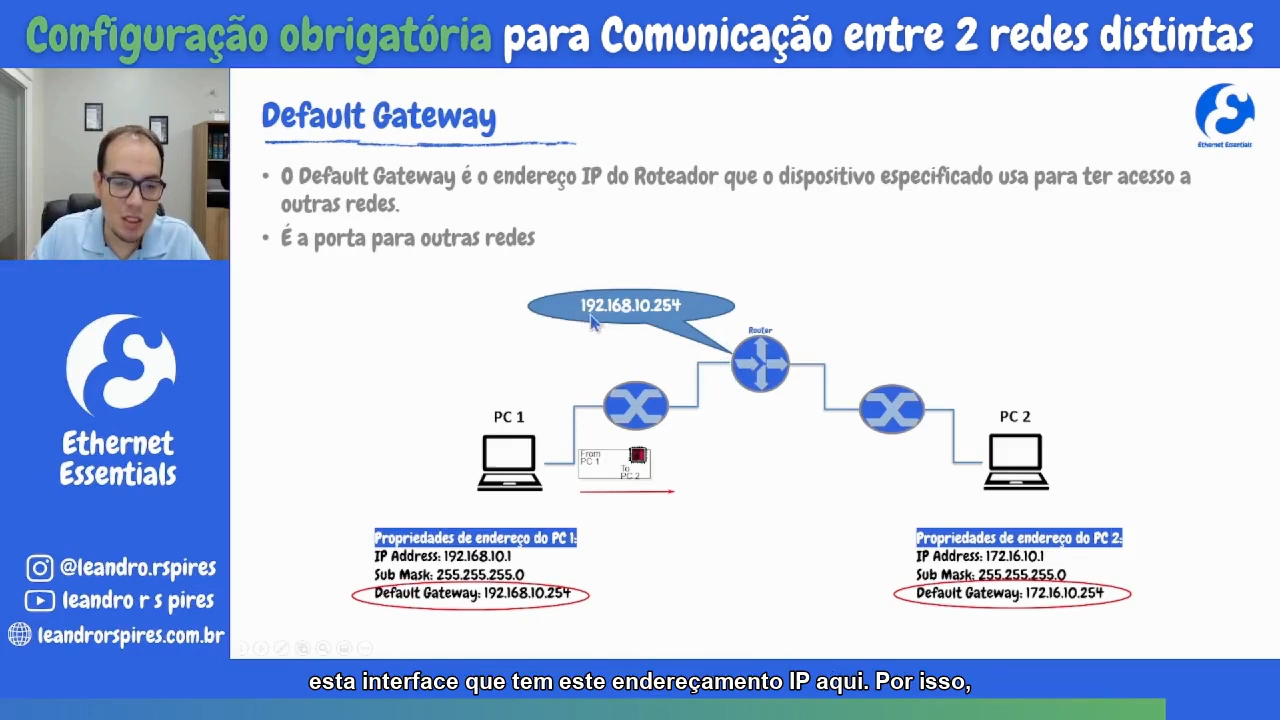 Configuração obrigatória para Comunicação entre 2 redes distintas
Default Gateway
Ethernet Essentials
• O Default Gateway é o endereço IP do Roteador que o dispositivo especificado usa para ter acesso a
outras redes.
• É a porta para outras redes
192.168.10.254
Router
PC 1
PC 2
From
PC 1
To
PC 2
Propriedades de endereço do PC 1:
IP Address: 192.168.10.1
Sub Mask: 255.255.255.0
Default Gateway: 192.168.10.254
Propriedades de endereço do PC 2:
IP Address: 172.16.10.1
Sub Mask: 255.255.255.0
Default Gateway: 172.16.10.254
Ethernet
Essentials
@leandro.rspires
leandro r s pires
leandrorspires.com.br
esta interface que tem este endereçamento IP aqui. Por isso,